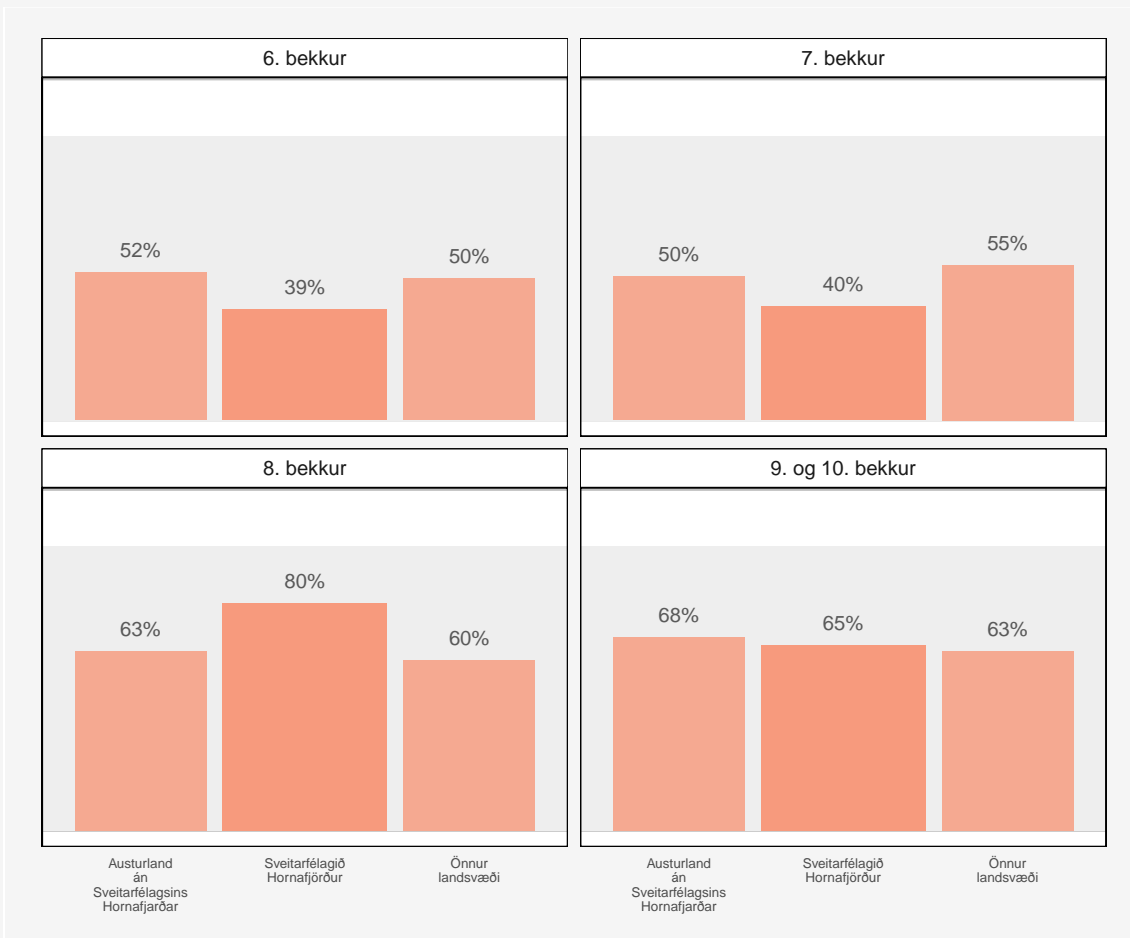 6. bekkur
7. bekkur
52%
39%
50%
50%
40%
55%
8. bekkur
9. og 10. bekkur
63%
80%
60%
68%
65%
63%
Austurland
án
Sveitarfélagsins
Hornafjarðar
Sveitarfélagið
Hornafjörður
Önnur
landsvæði
Austurland
án
Sveitarfélagsins
Hornafjarðar
Sveitarfélagið
Hornafjörður
Önnur
landsvæði